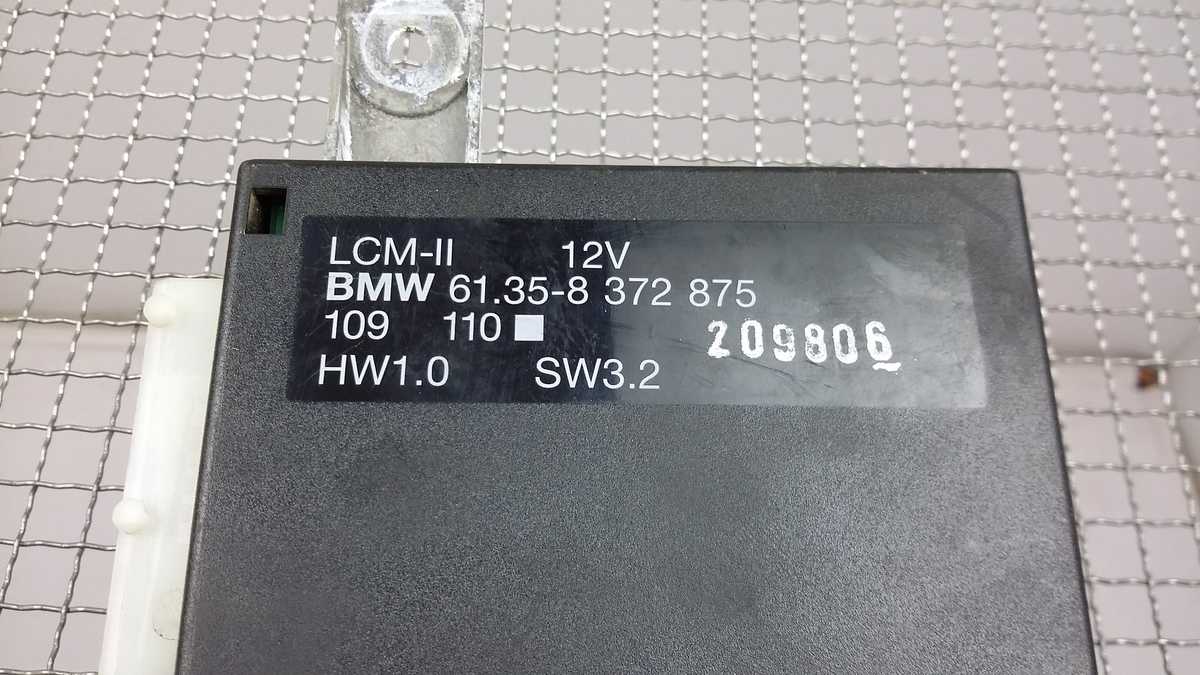 LCM-II 12V
BMW 61.35-8 372 875
109 110
209806
HW1.0 SW3.2